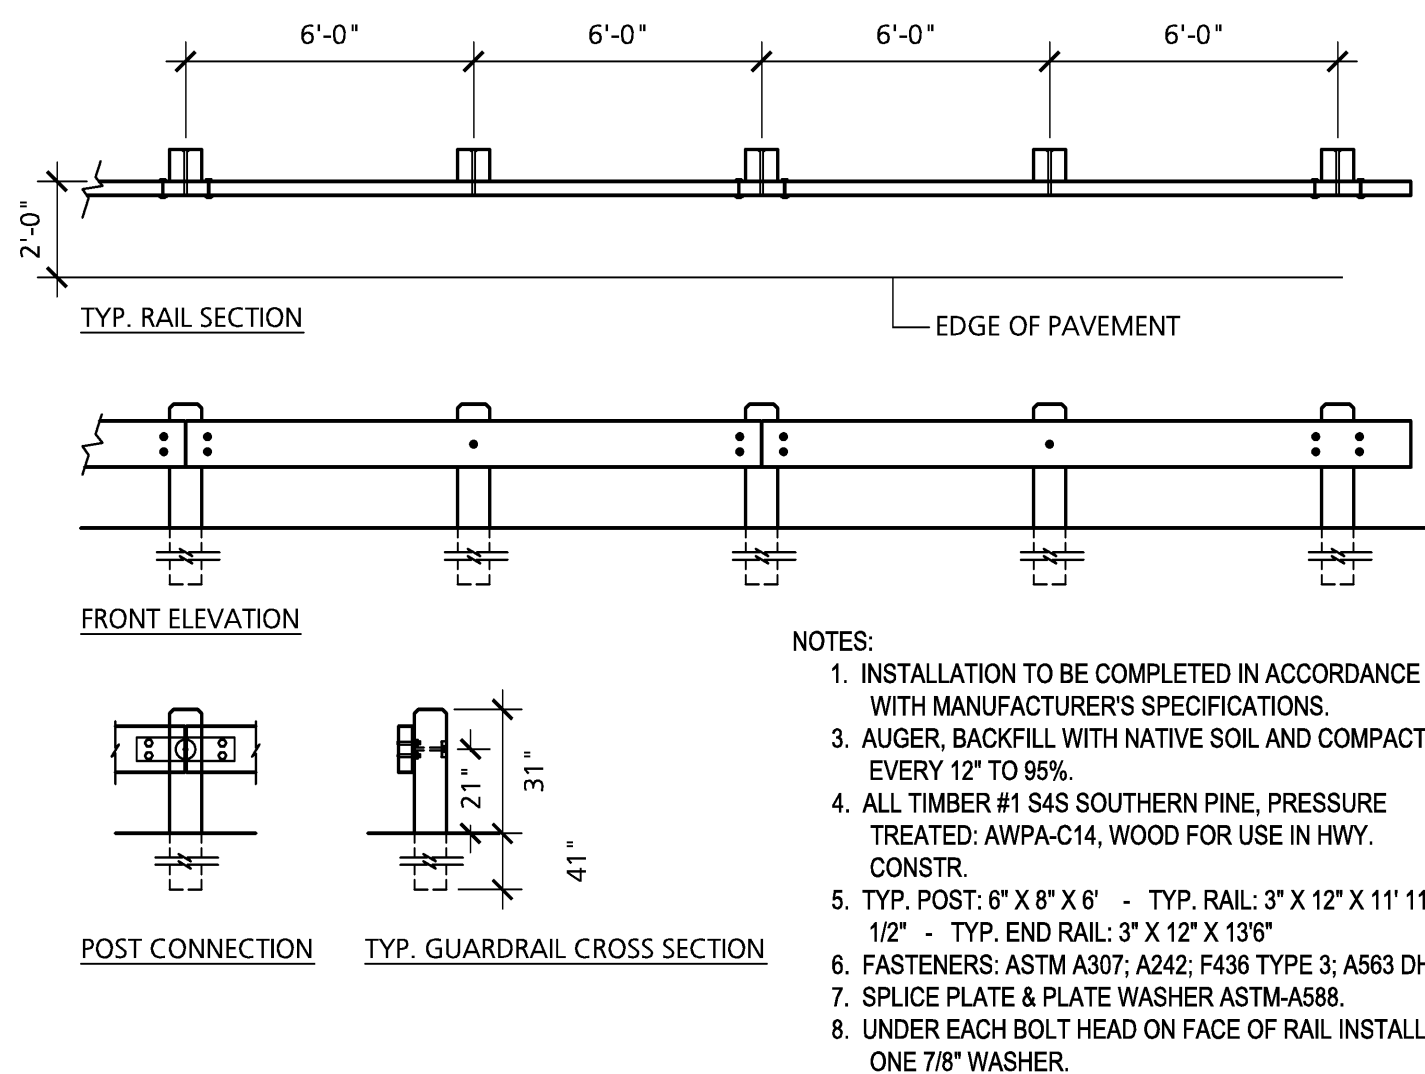 6'-0" 6'-0" 6'-0" 6'-0"
2'-0"
TYP. RAIL SECTION
EDGE OF PAVEMENT
FRONT ELEVATION
21"
31"
41"
POST CONNECTION
TYP. GUARDRAIL CROSS SECTION
NOTES:
1. INSTALLATION TO BE COMPLETED IN ACCORDANCE
WITH MANUFACTURER'S SPECIFICATIONS.
3. AUGER, BACKFILL WITH NATIVE SOIL AND COMPACT
EVERY 12" TO 95%.
4. ALL TIMBER #1 S4S SOUTHERN PINE, PRESSURE
TREATED: AWPA-C14, WOOD FOR USE IN HWY.
CONSTR.
5. TYP. POST: 6" X 8" X 6' - TYP. RAIL: 3" X 12" X 11' 11
1/2" - TYP. END RAIL: 3" X 12" X 13'6"
6. FASTENERS: ASTM A307; A242; F436 TYPE 3; A563 DH
7. SPLICE PLATE & PLATE WASHER ASTM-A588.
8. UNDER EACH BOLT HEAD ON FACE OF RAIL INSTALL
ONE 7/8" WASHER.